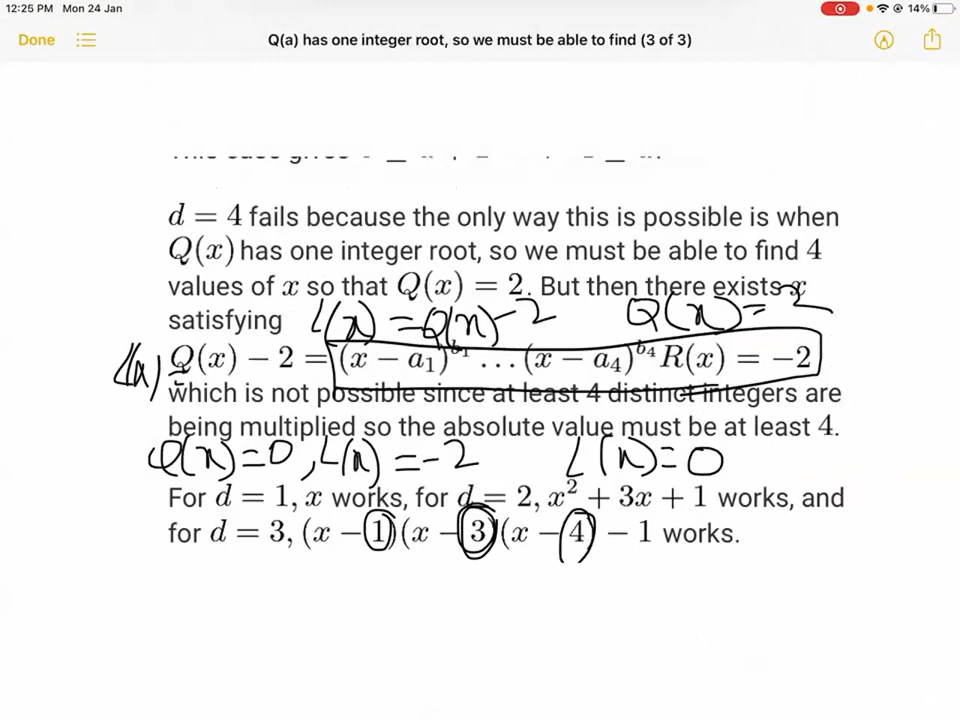 12:25 PM Mon 24 Jan 14%
Done Q(a) has one integer root, so we must be able to find (3 of 3)
d = 4 fails because the only way this is possible is when
Q(x) has one integer root, so we must be able to find 4
values of x so that Q(x) = 2. But then there exists x
satisfying L(x) = Q(x) - 2 Q(x) = 2
L(x) = Q(x) − 2 = (x − a₁)^b₁ … (x − a₄)^b₄ R(x) = −2
which is not possible since at least 4 distinct integers are
being multiplied so the absolute value must be at least 4.
Q(x) = 0, L(x) = -2 L(x) = 0
For d = 1, x works, for d = 2, x² + 3x + 1 works, and
for d = 3, (x − 1)(x − 3)(x − 4) − 1 works.